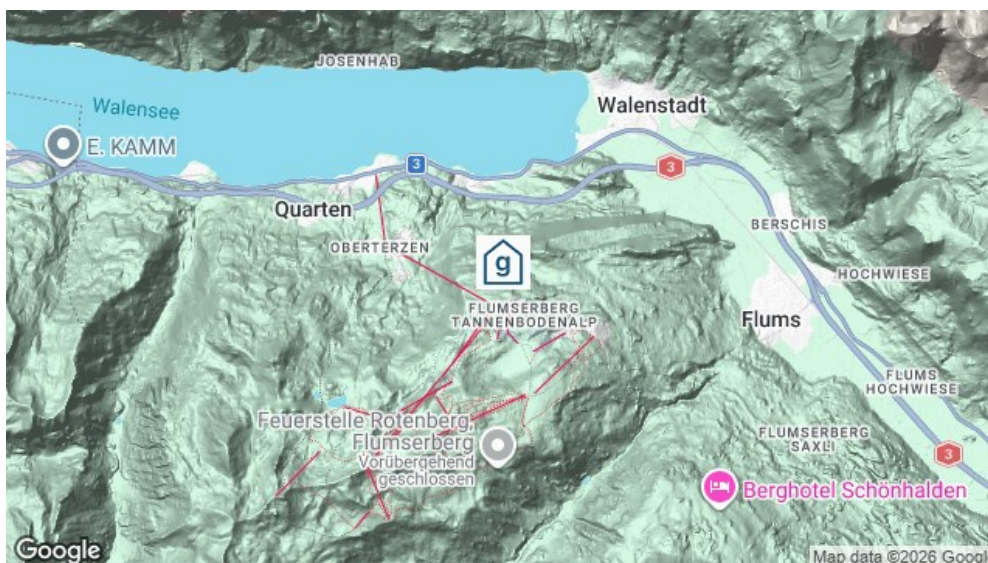 JOSENHAB
Walensee
Walenstadt
E. KAMM
3
3
Quarten
BERSCHIS
OBERTERZEN
g
HOCHWIESE
FLUMSERBERG
TANNENBODENALP
Flums
FLUMS
HOCHWIESE
Feuerstelle Rotenberg,
Flumserberg
Vorübergehend
geschlossen
FLUMSERBERG
SAXLI
3
Berghotel Schönhalden
Google
Map data ©2026 Google